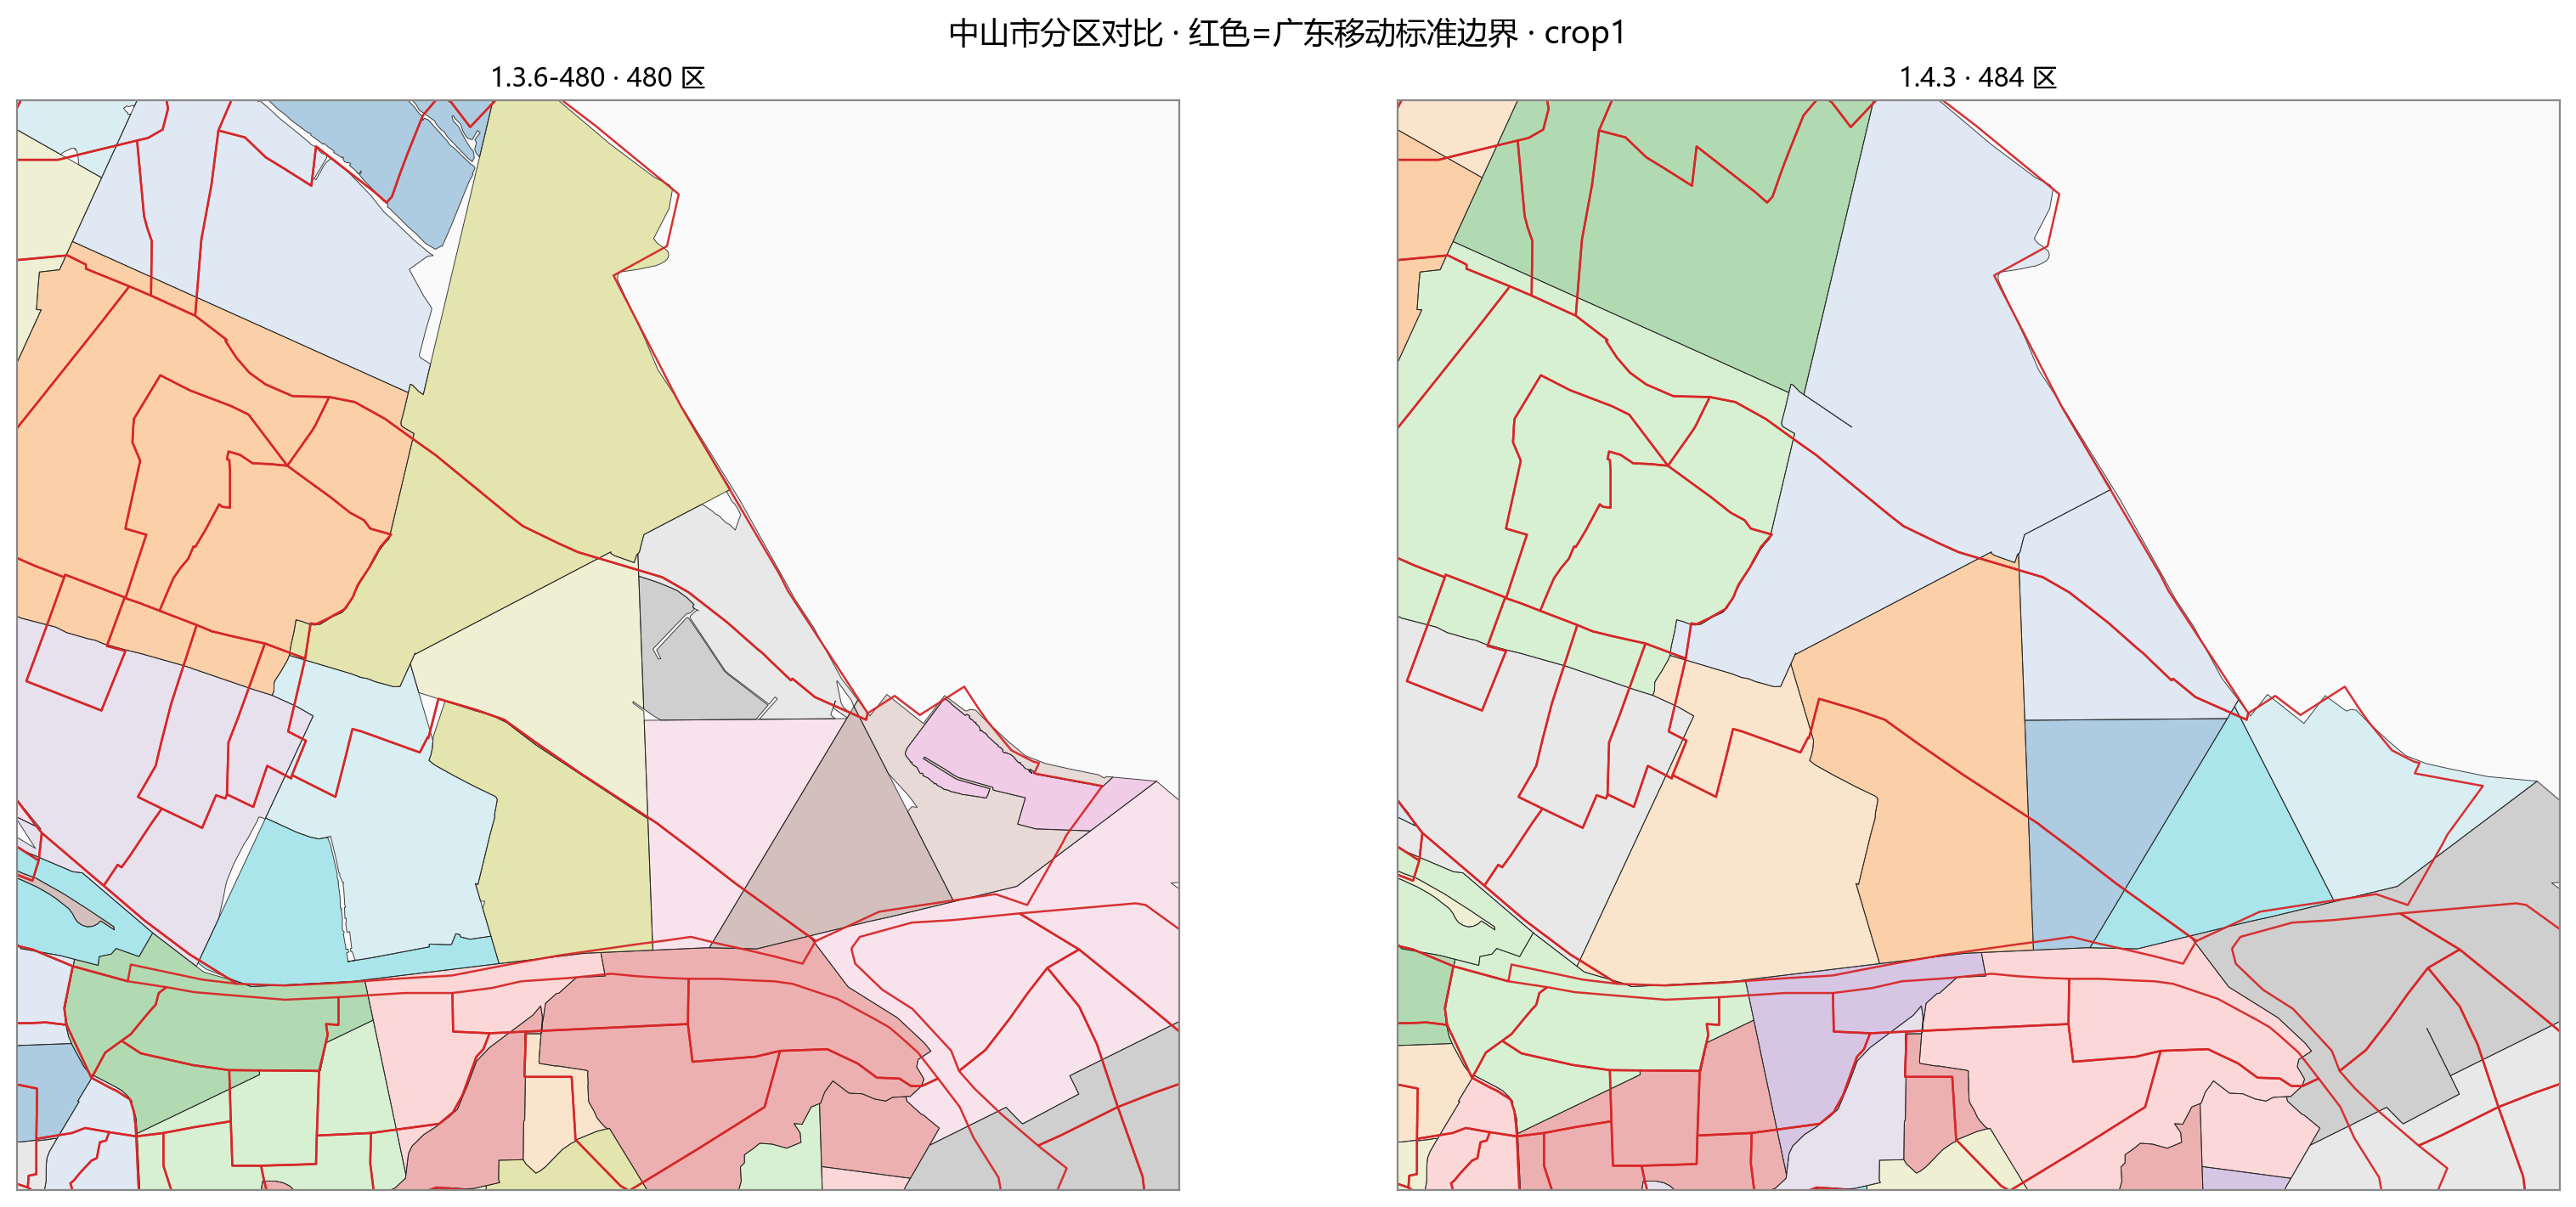 中山市分区对比 · 红色=广东移动标准边界 · crop1
1.3.6-480 · 480 区
1.4.3 · 484 区